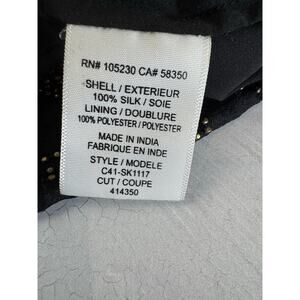 RN# 105230 CA# 58350
SHELL / EXTERIEUR
100% SILK / SOIE
LINING / DOUBLURE
100% POLYESTER / POLYESTER
MADE IN INDIA
FABRIQUE EN INDE
STYLE / MODELE
C41-SK1117
CUT / COUPE
414350